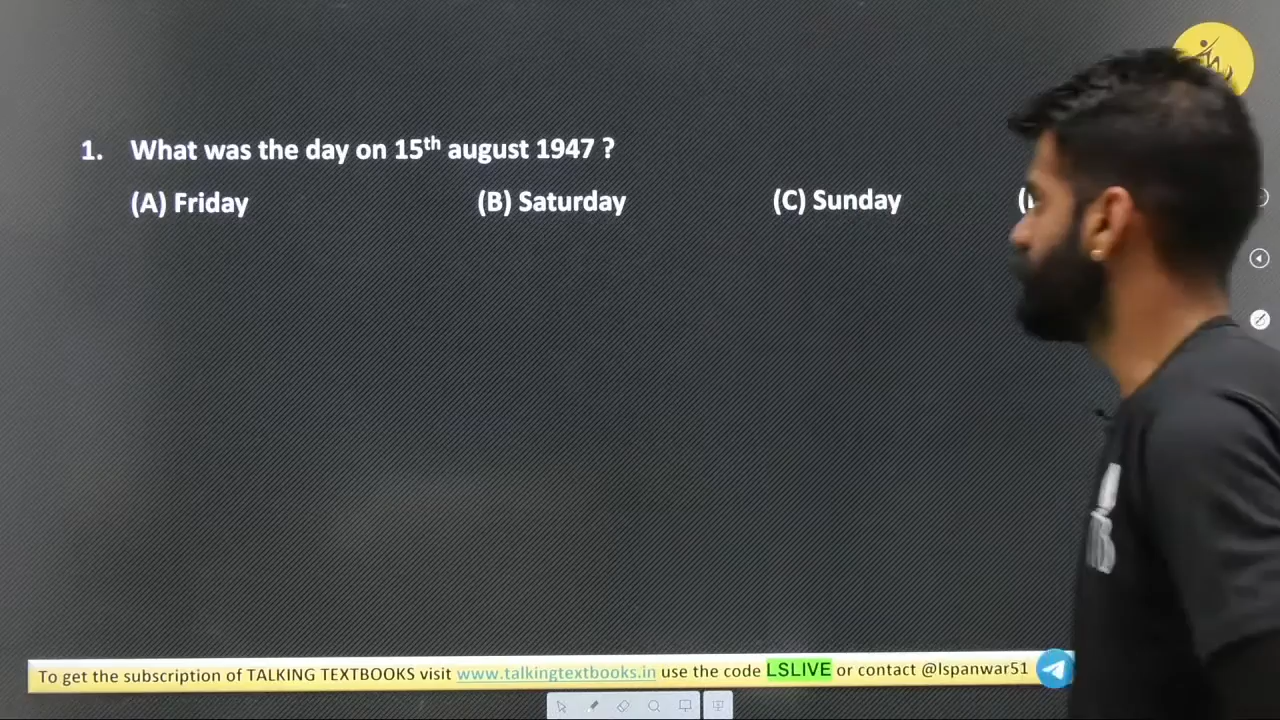 1. What was the day on 15th august 1947 ?
(A) Friday (B) Saturday (C) Sunday
To get the subscription of TALKING TEXTBOOKS visit www.talkingtextbooks.in use the code LSLIVE or contact @lspanwar51